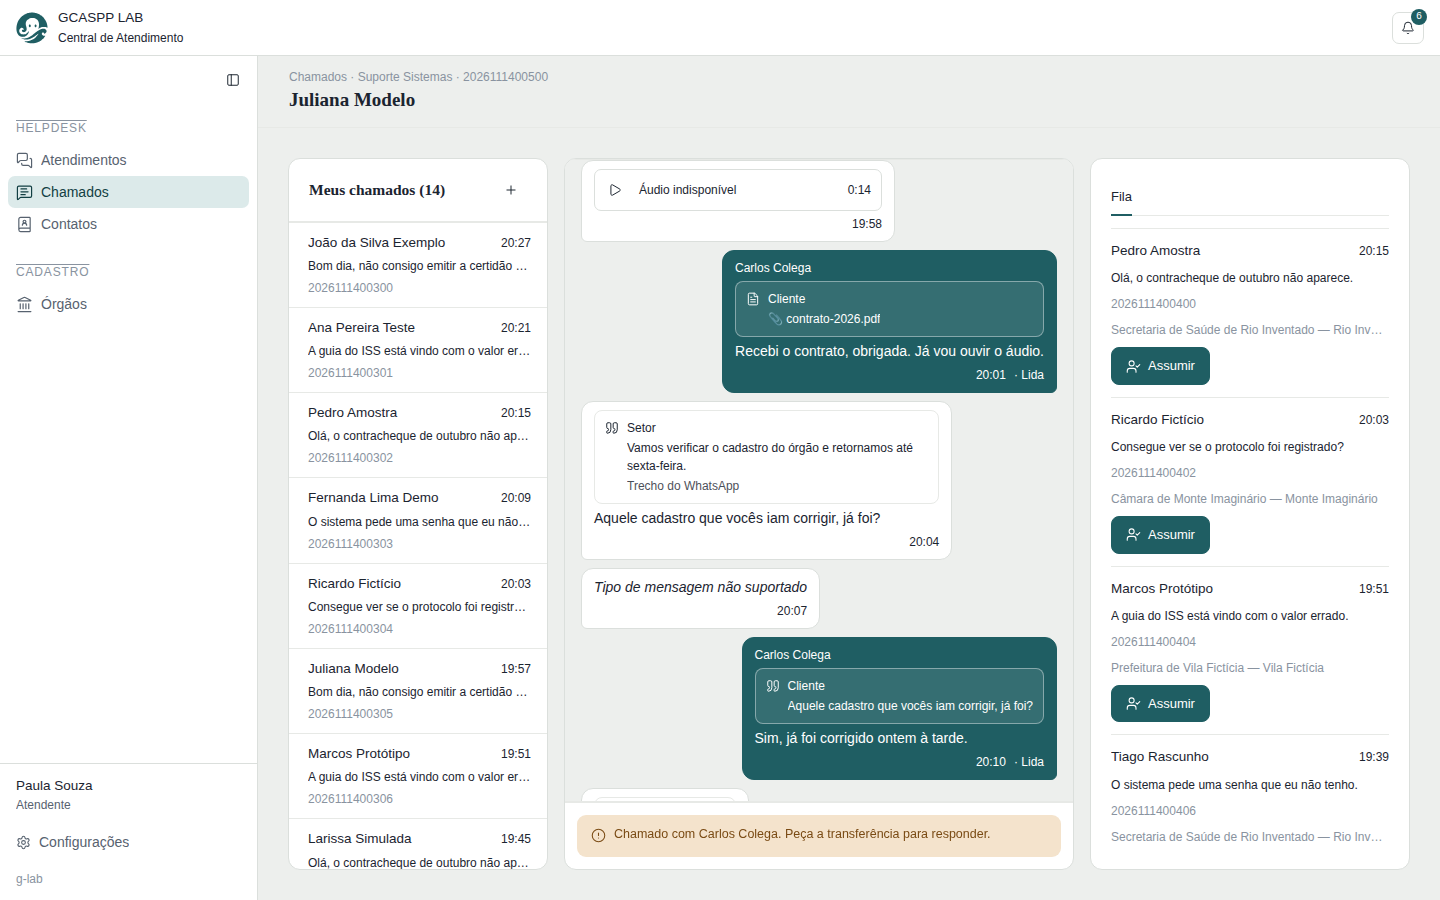 GCASPP LAB
Central de Atendimento
6
HELPDESK
Atendimentos
Chamados
Contatos
CADASTRO
Órgãos
Paula Souza
Atendente
Configurações
g-lab
Chamados · Suporte Sistemas · 2026111400500
Juliana Modelo
Meus chamados (14)
João da Silva Exemplo 20:27
Bom dia, não consigo emitir a certidão …
2026111400300
Ana Pereira Teste 20:21
A guia do ISS está vindo com o valor er…
2026111400301
Pedro Amostra 20:15
Olá, o contracheque de outubro não ap…
2026111400302
Fernanda Lima Demo 20:09
O sistema pede uma senha que eu não…
2026111400303
Ricardo Fictício 20:03
Consegue ver se o protocolo foi registr…
2026111400304
Juliana Modelo 19:57
Bom dia, não consigo emitir a certidão …
2026111400305
Marcos Protótipo 19:51
A guia do ISS está vindo com o valor er…
2026111400306
Larissa Simulada 19:45
Olá, o contracheque de outubro não ap…
Áudio indisponível 0:14
19:58
Carlos Colega
Cliente
contrato-2026.pdf
Recebi o contrato, obrigada. Já vou ouvir o áudio.
20:01 · Lida
Setor
Vamos verificar o cadastro do órgão e retornamos até
sexta-feira.
Trecho do WhatsApp
Aquele cadastro que vocês iam corrigir, já foi?
20:04
Tipo de mensagem não suportado
20:07
Carlos Colega
Cliente
Aquele cadastro que vocês iam corrigir, já foi?
Sim, já foi corrigido ontem à tarde.
20:10 · Lida
Chamado com Carlos Colega. Peça a transferência para responder.
Fila
Pedro Amostra 20:15
Olá, o contracheque de outubro não aparece.
2026111400400
Secretaria de Saúde de Rio Inventado — Rio Inv…
Assumir
Ricardo Fictício 20:03
Consegue ver se o protocolo foi registrado?
2026111400402
Câmara de Monte Imaginário — Monte Imaginário
Assumir
Marcos Protótipo 19:51
A guia do ISS está vindo com o valor errado.
2026111400404
Prefeitura de Vila Fictícia — Vila Fictícia
Assumir
Tiago Rascunho 19:39
O sistema pede uma senha que eu não tenho.
2026111400406
Secretaria de Saúde de Rio Inventado — Rio Inv…